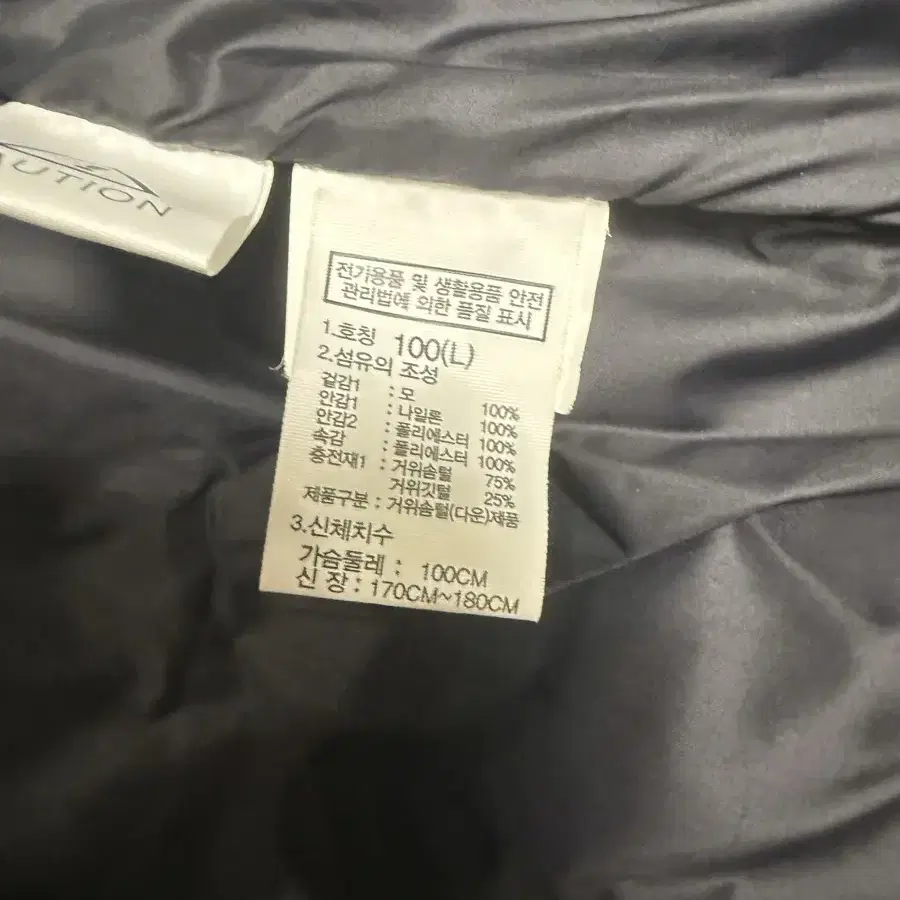 AUTION
전기용품 및 생활용품 안전
관리법에 의한 품질 표시
1.호칭 100(L)
2.섬유의 조성
겉감1 : 모 100%
안감1 : 나일론 100%
안감2 : 폴리에스터 100%
속감 : 폴리에스터 100%
충전재1 : 거위솜털 75%
거위깃털 25%
제품구분 : 거위솜털(다운)제품
3.신체치수
가슴둘레 : 100CM
신 장 : 170CM~180CM